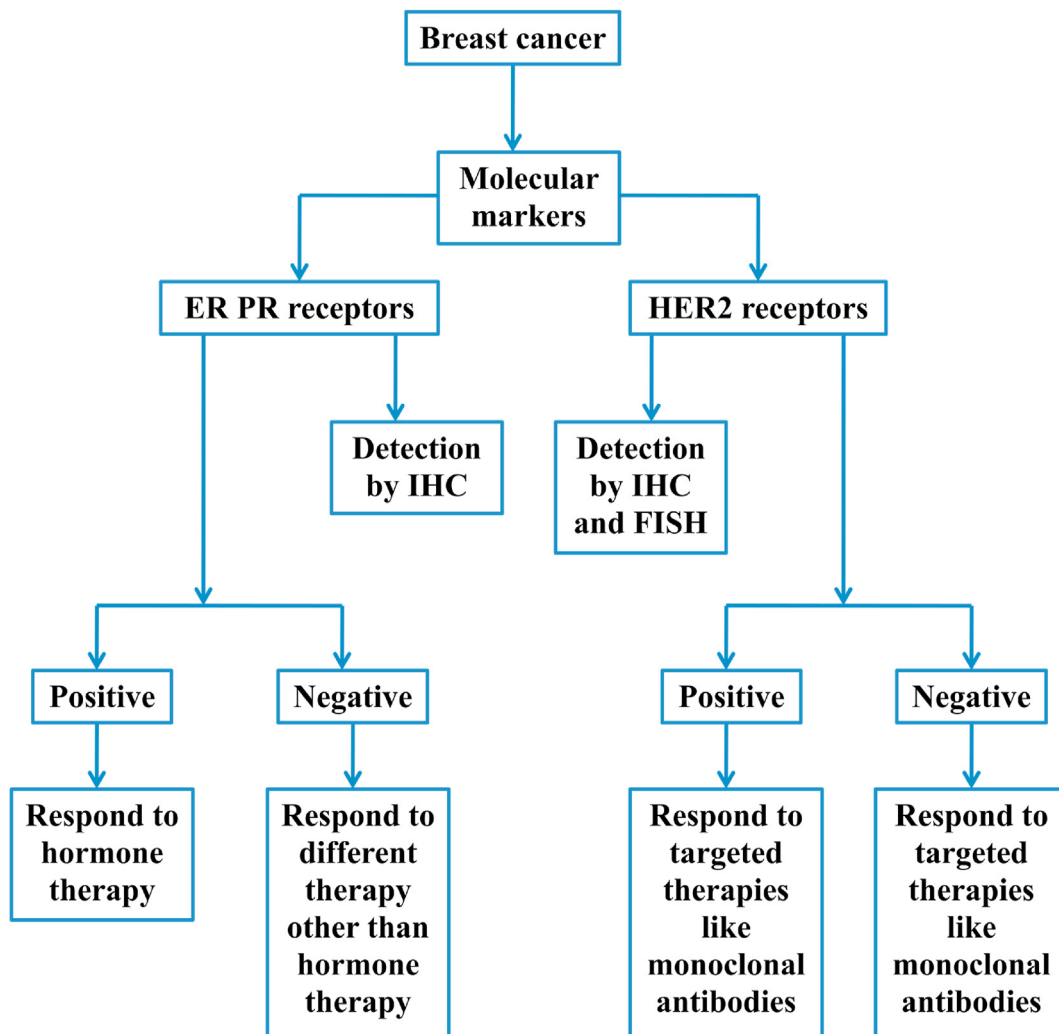 Breast cancer
Molecular
markers
ER PR receptors
HER2 receptors
Detection
by IHC
Detection
by IHC
and FISH
Positive
Negative
Positive
Negative
Respond to
hormone
therapy
Respond to
different
therapy
other than
hormone
therapy
Respond to
targeted
therapies
like
monoclonal
antibodies
Respond to
targeted
therapies
like
monoclonal
antibodies